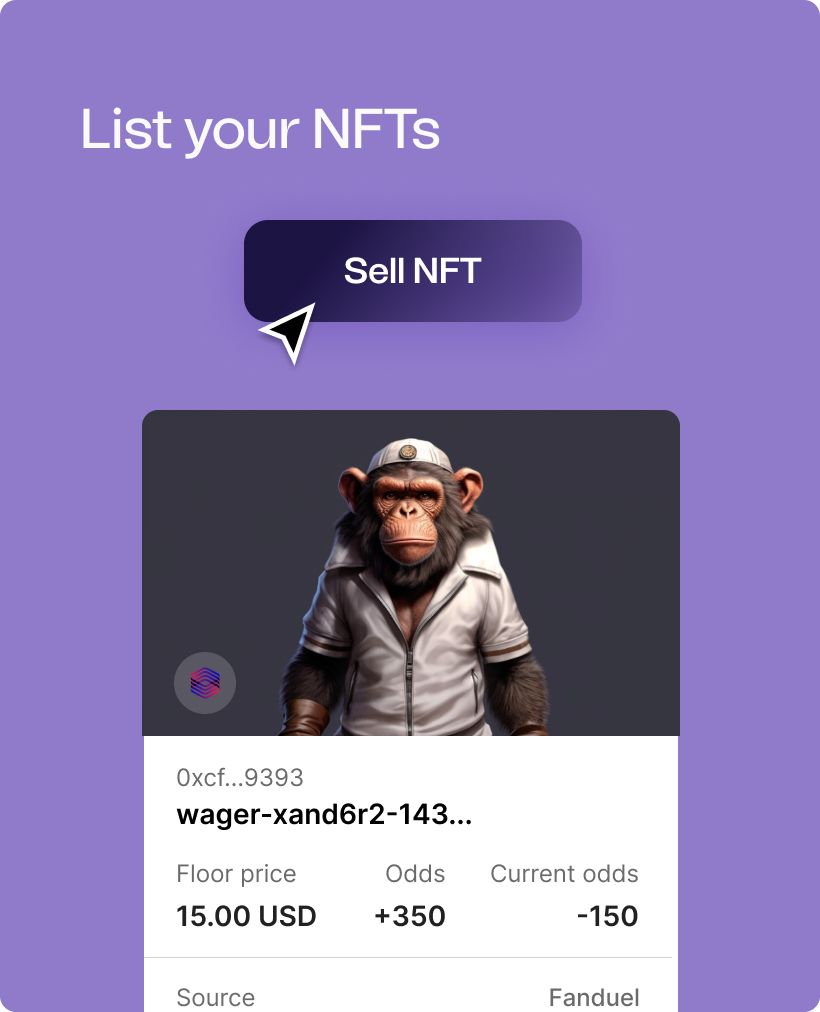 List your NFTs
Sell NFT
0xcf...9393
wager-xand6r2-143...
Floor price Odds Current odds
15.00 USD +350 -150
Source Fanduel